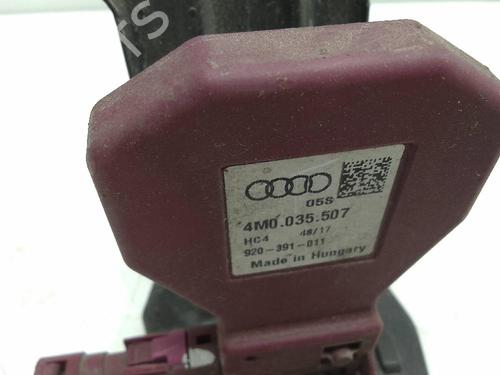 05S
4M0.035.507
HC4 48/17
920-391-011
Made in Hungary